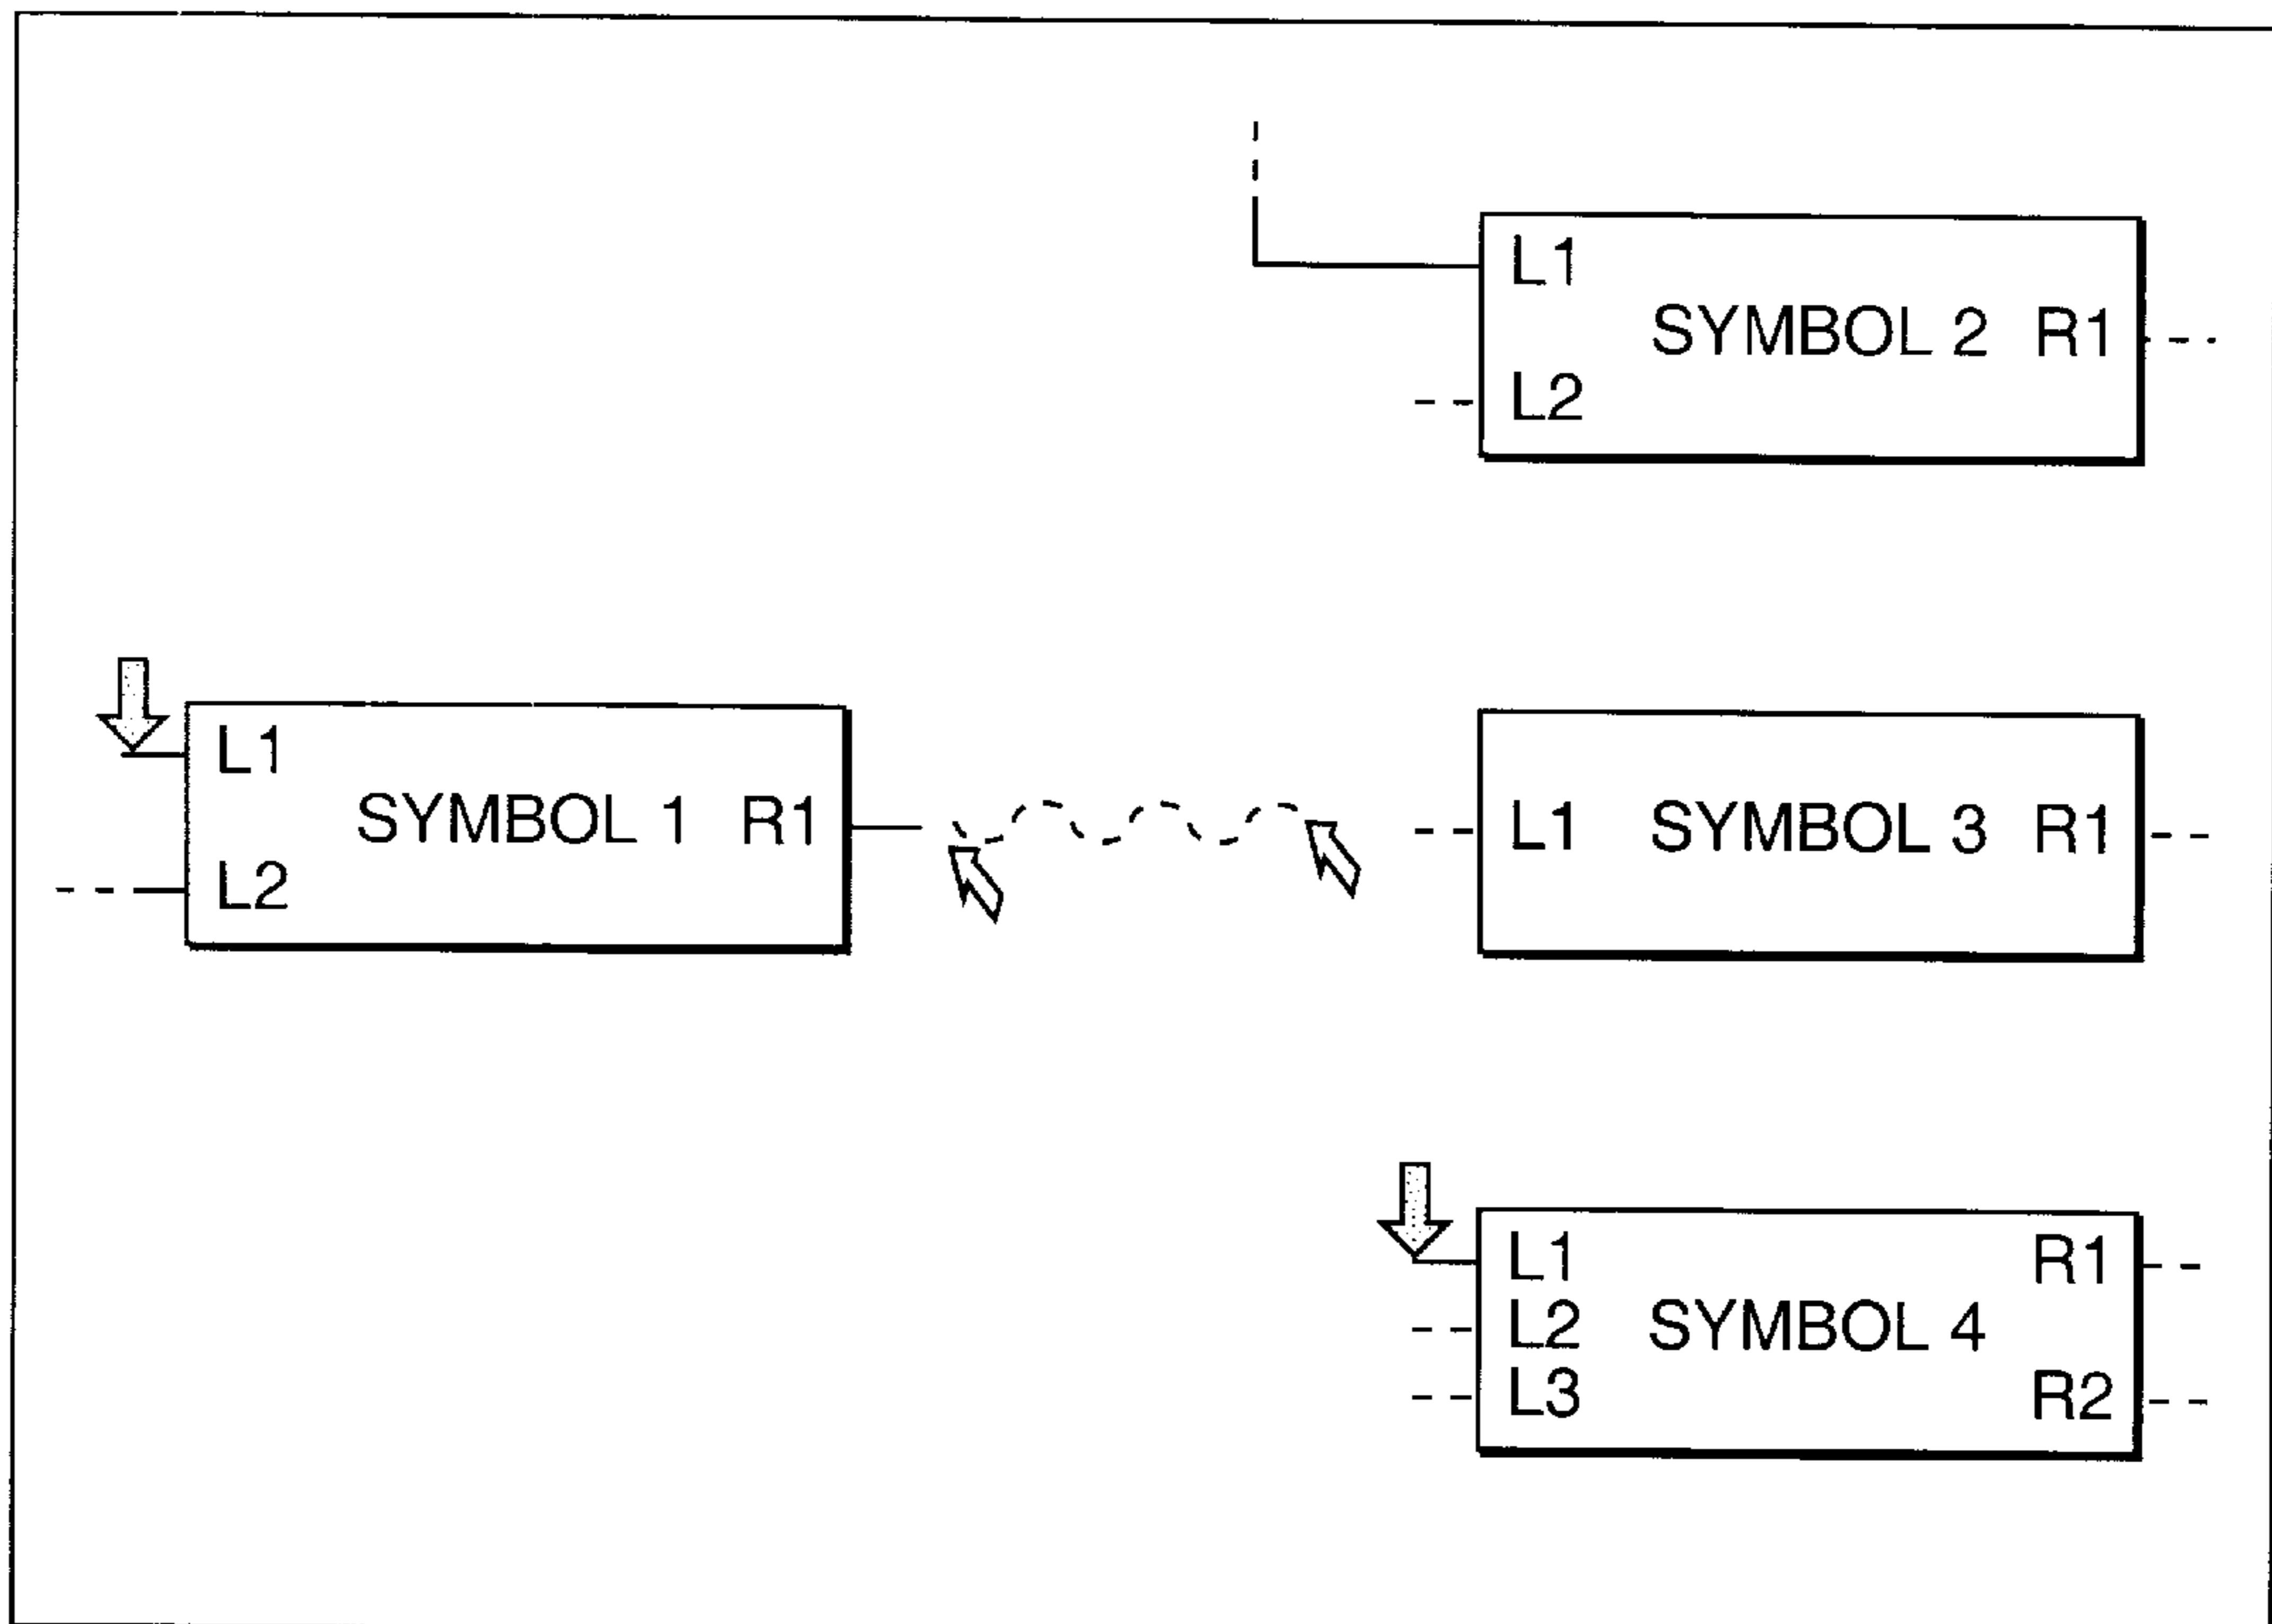 L1
SYMBOL 2 R1
L2
L1
SYMBOL 1 R1
L2
L1 SYMBOL 3 R1
L1 R1
L2 SYMBOL 4
L3 R2